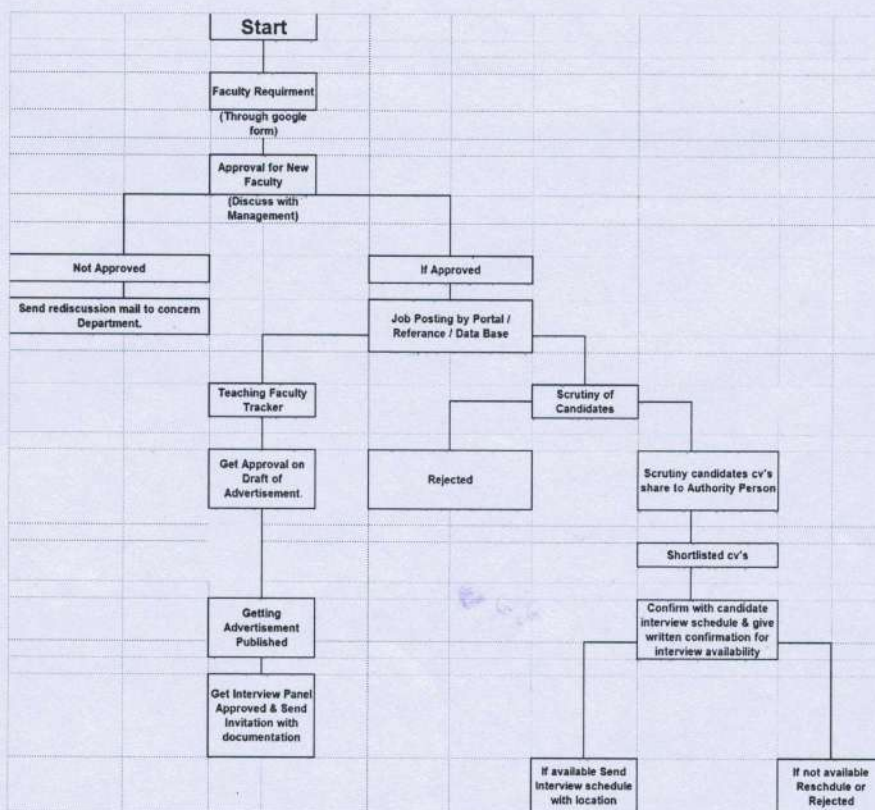 Start
Faculty Requirment
(Through google
form)
Approval for New
Faculty
(Discuss with
Management)
Not Approved
If Approved
Send rediscussion mail to concern
Department.
Job Posting by Portal /
Referance / Data Base
Teaching Faculty
Tracker
Scrutiny of
Candidates
Get Approval on
Draft of
Advertisement.
Rejected
Scrutiny candidates cv's
share to Authority Person
Shortlisted cv's
Getting
Advertisement
Published
Confirm with candidate
interview schedule & give
written confirmation for
interview availability
Get Interview Panel
Approved & Send
Invitation with
documentation
If available Send
Interview schedule
with location
If not available
Reschdule or
Rejected